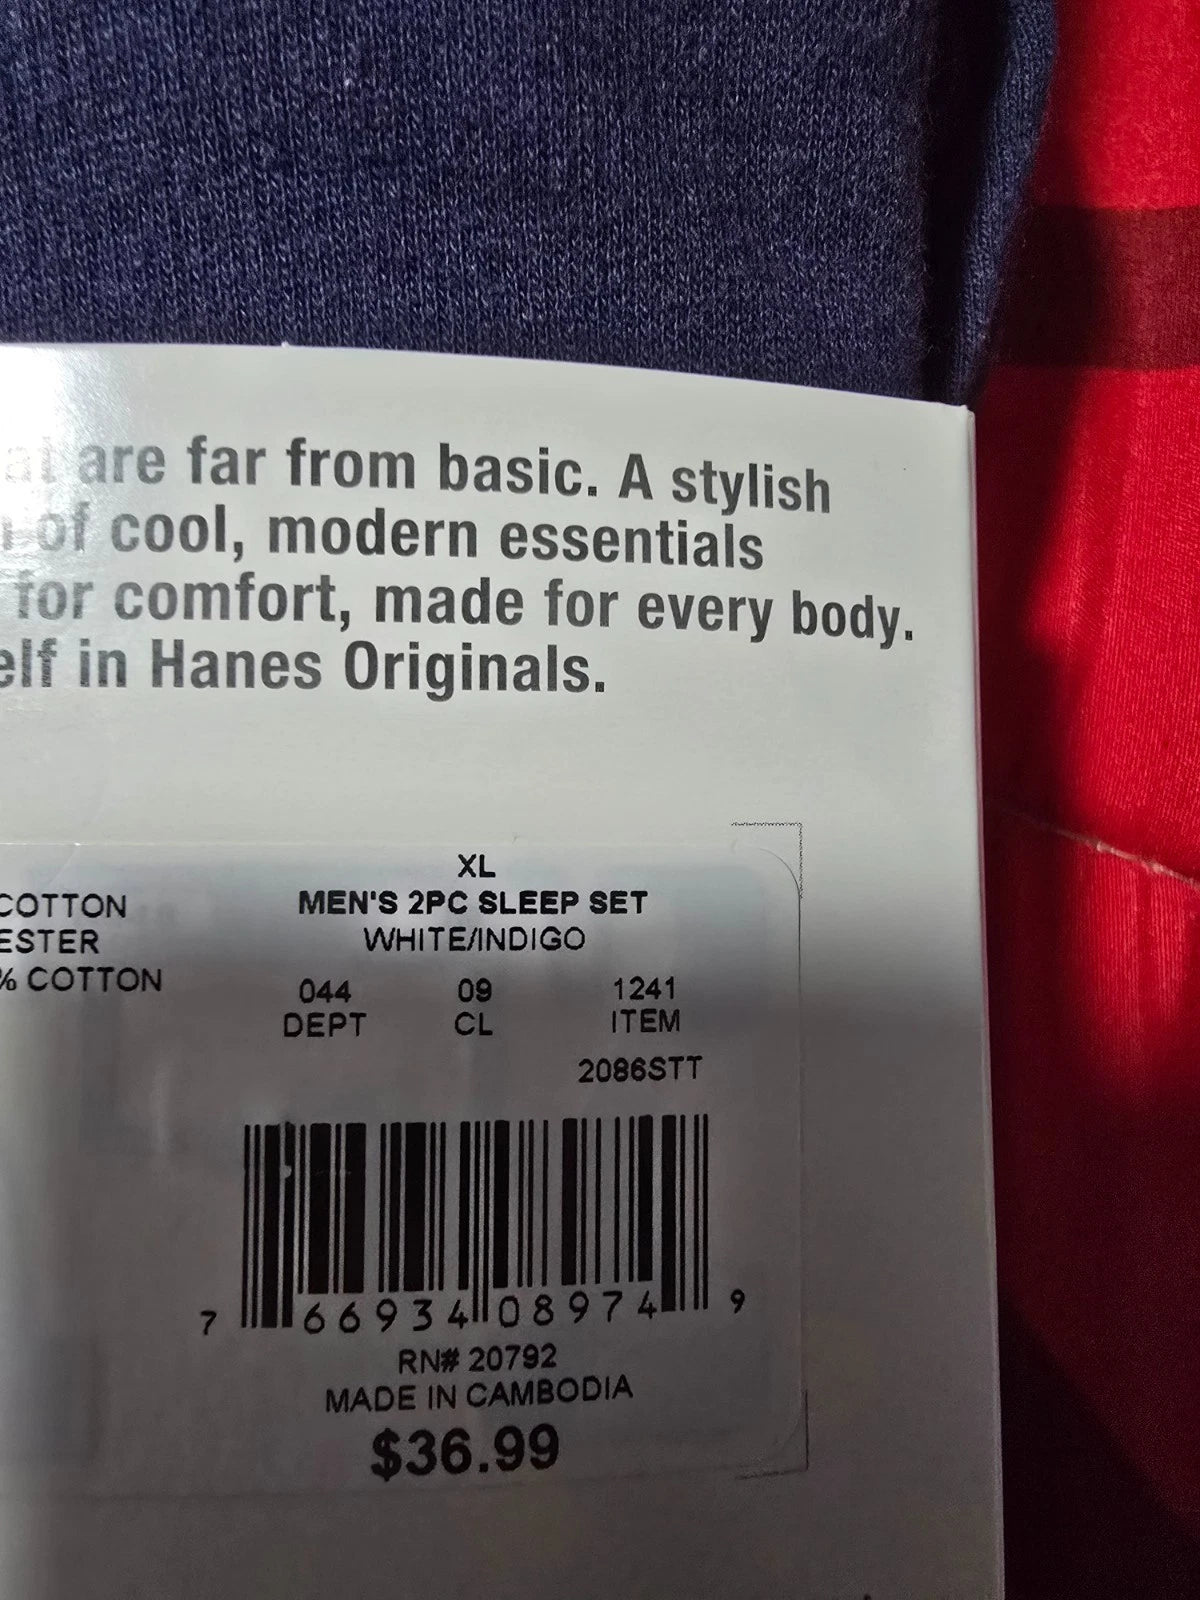 are far from basic. A stylish
of cool, modern essentials
for comfort, made for every body.
elf in Hanes Originals.
XL
MEN'S 2PC SLEEP SET
WHITE/INDIGO
COTTON
ESTER
% COTTON
044 09 1241
DEPT CL ITEM
2086STT
7 66934 08974 9
RN# 20792
MADE IN CAMBODIA
$36.99